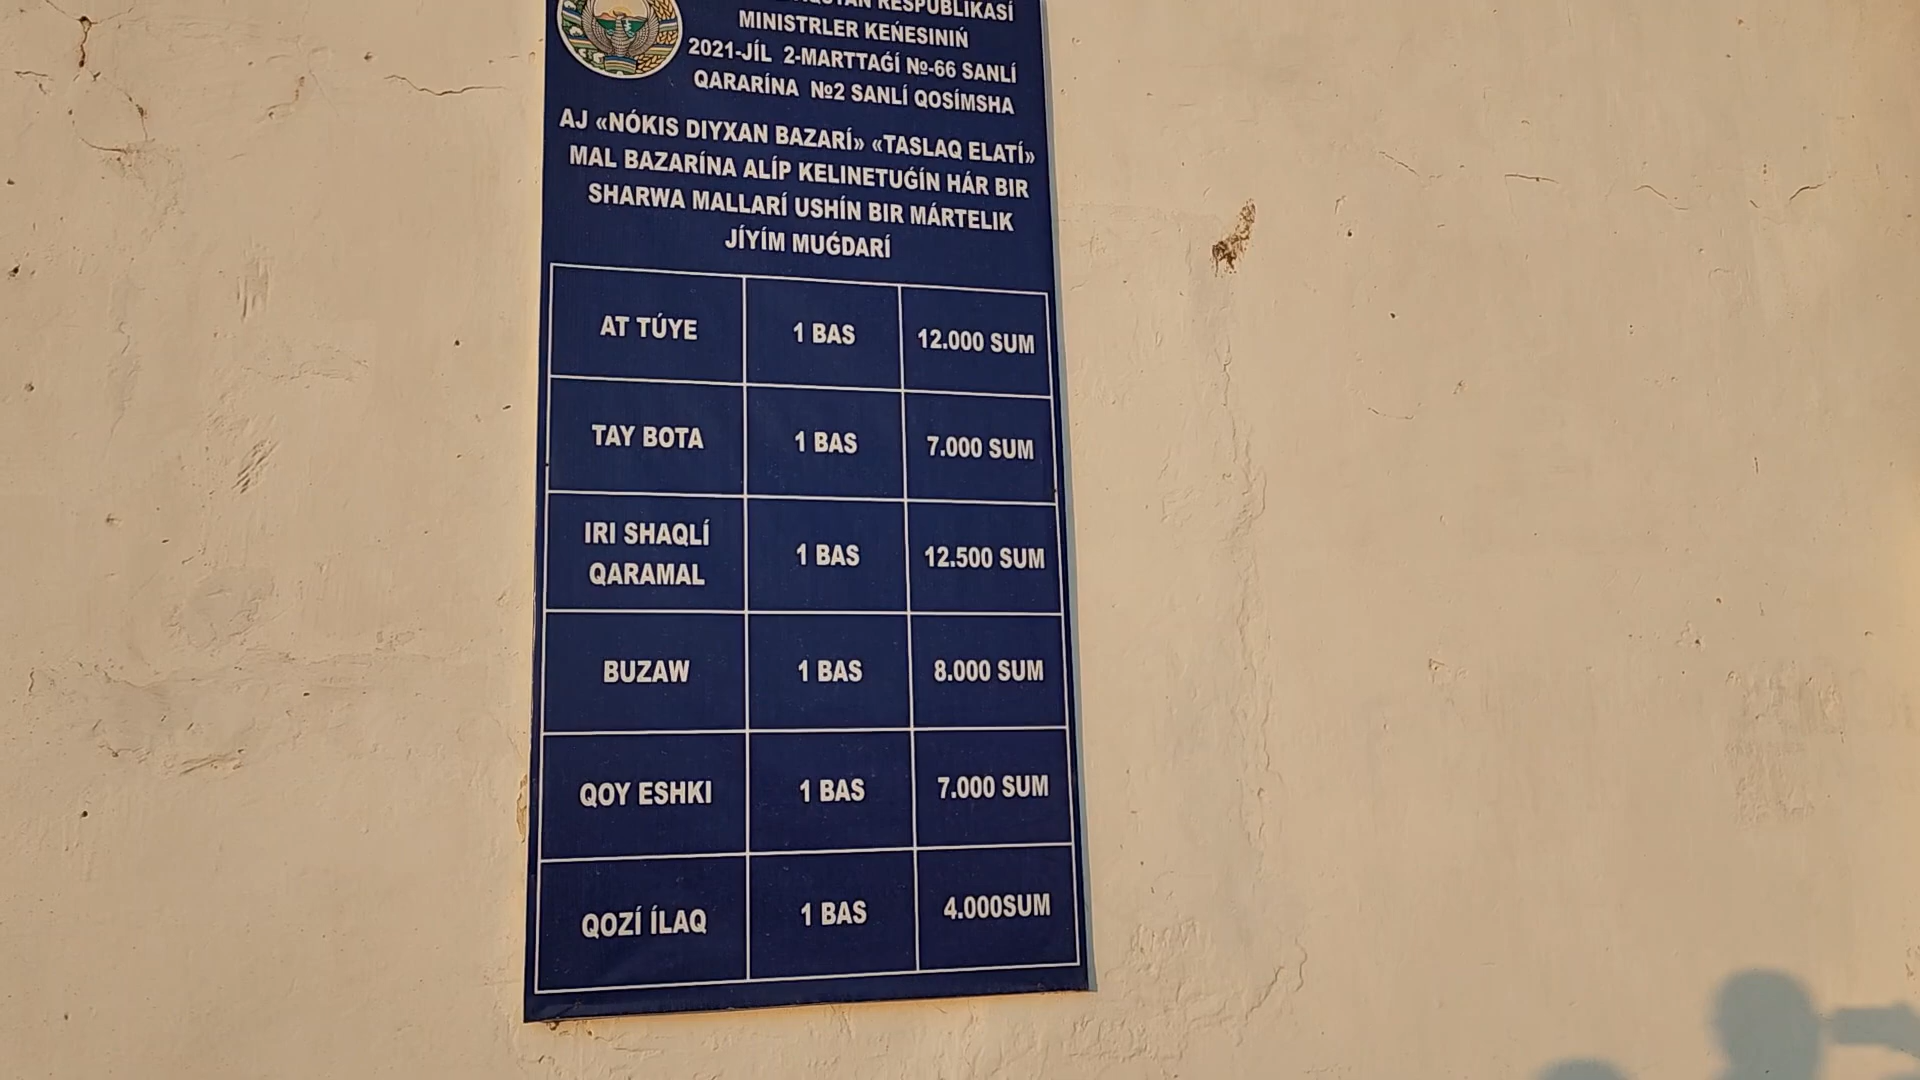 RESPUBLIKASÍ
MINISTRLER KEŃESINIŃ
2021-JÍL 2-MARTTAǴÍ №-66 SANLÍ
QARARÍNA №2 SANLÍ QOSÍMSHA
AJ «NÓKIS DIYXAN BAZARÍ» «TASLAQ ELATÍ»
MAL BAZARÍNA ALÍP KELINETUǴÍN HÁR BIR
SHARWA MALLARÍ USHÍN BIR MÁRTELIK
JÍYÍM MUǴDARÍ
AT TÚYE 1 BAS 12.000 SUM
TAY BOTA 1 BAS 7.000 SUM
IRI SHAQLÍ
QARAMAL 1 BAS 12.500 SUM
BUZAW 1 BAS 8.000 SUM
QOY ESHKI 1 BAS 7.000 SUM
QOZÍ ÍLAQ 1 BAS 4.000SUM